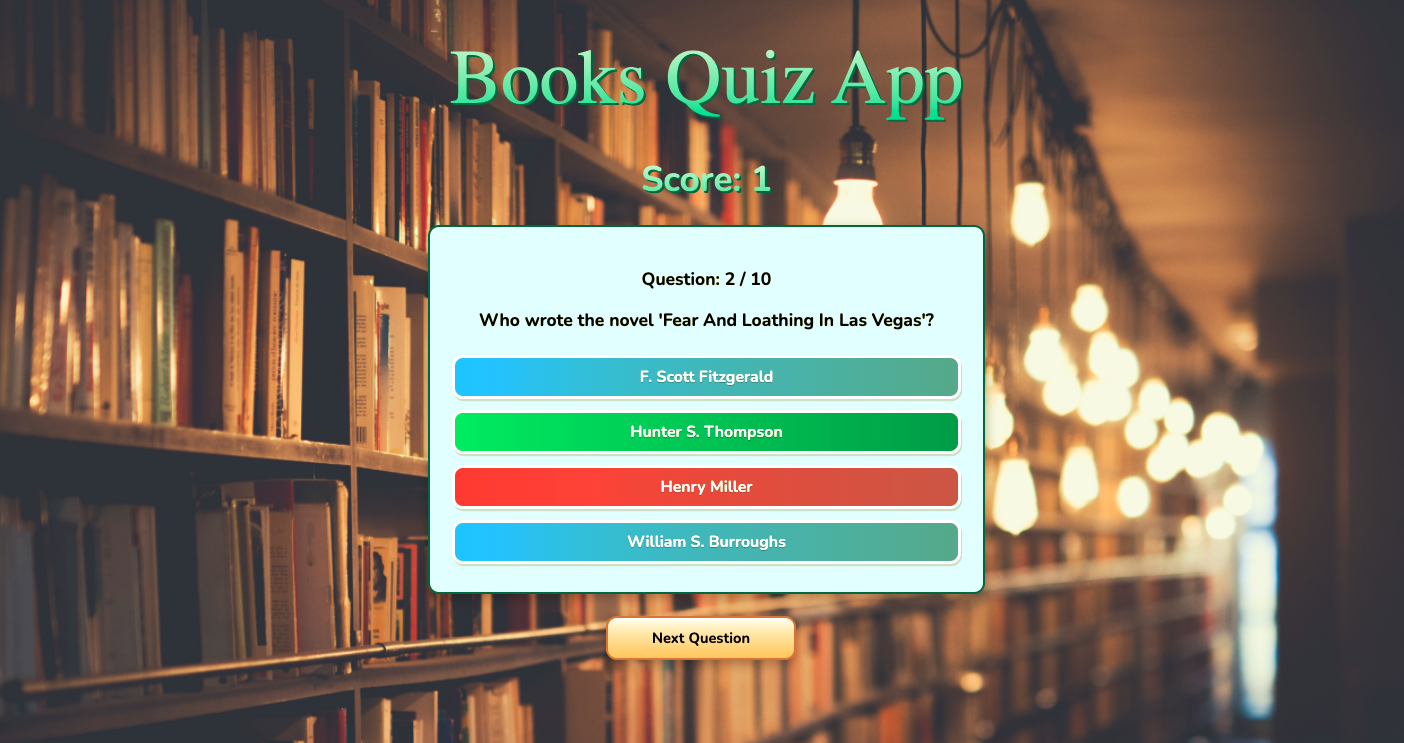 Books Quiz App
Score: 1
Question: 2 / 10
Who wrote the novel 'Fear And Loathing In Las Vegas'?
F. Scott Fitzgerald
Hunter S. Thompson
Henry Miller
William S. Burroughs
Next Question